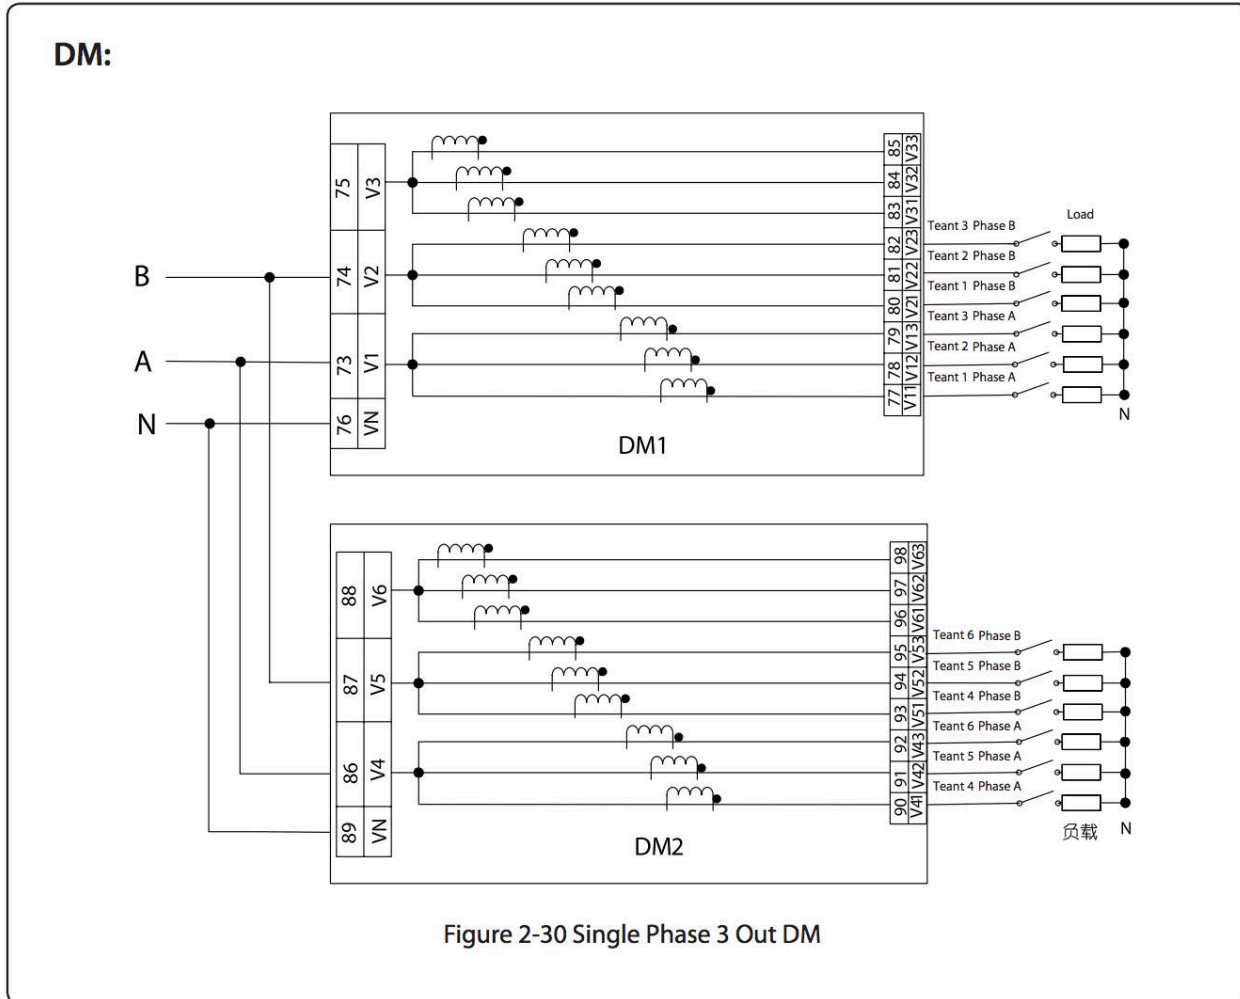 DM:
85 V33
84 V32
83 V31
82 V23
81 V22
80 V21
79 V13
78 V12
77 V11
75 V3
74 V2
73 V1
76 VN
B
A
N
Teant 3 Phase B
Teant 2 Phase B
Teant 1 Phase B
Teant 3 Phase A
Teant 2 Phase A
Teant 1 Phase A
Load
N
DM1
98 V63
97 V62
96 V61
95 V53
94 V52
93 V51
92 V43
91 V42
90 V41
88 V6
87 V5
86 V4
89 VN
Teant 6 Phase B
Teant 5 Phase B
Teant 4 Phase B
Teant 6 Phase A
Teant 5 Phase A
Teant 4 Phase A
负载
N
DM2
Figure 2-30 Single Phase 3 Out DM